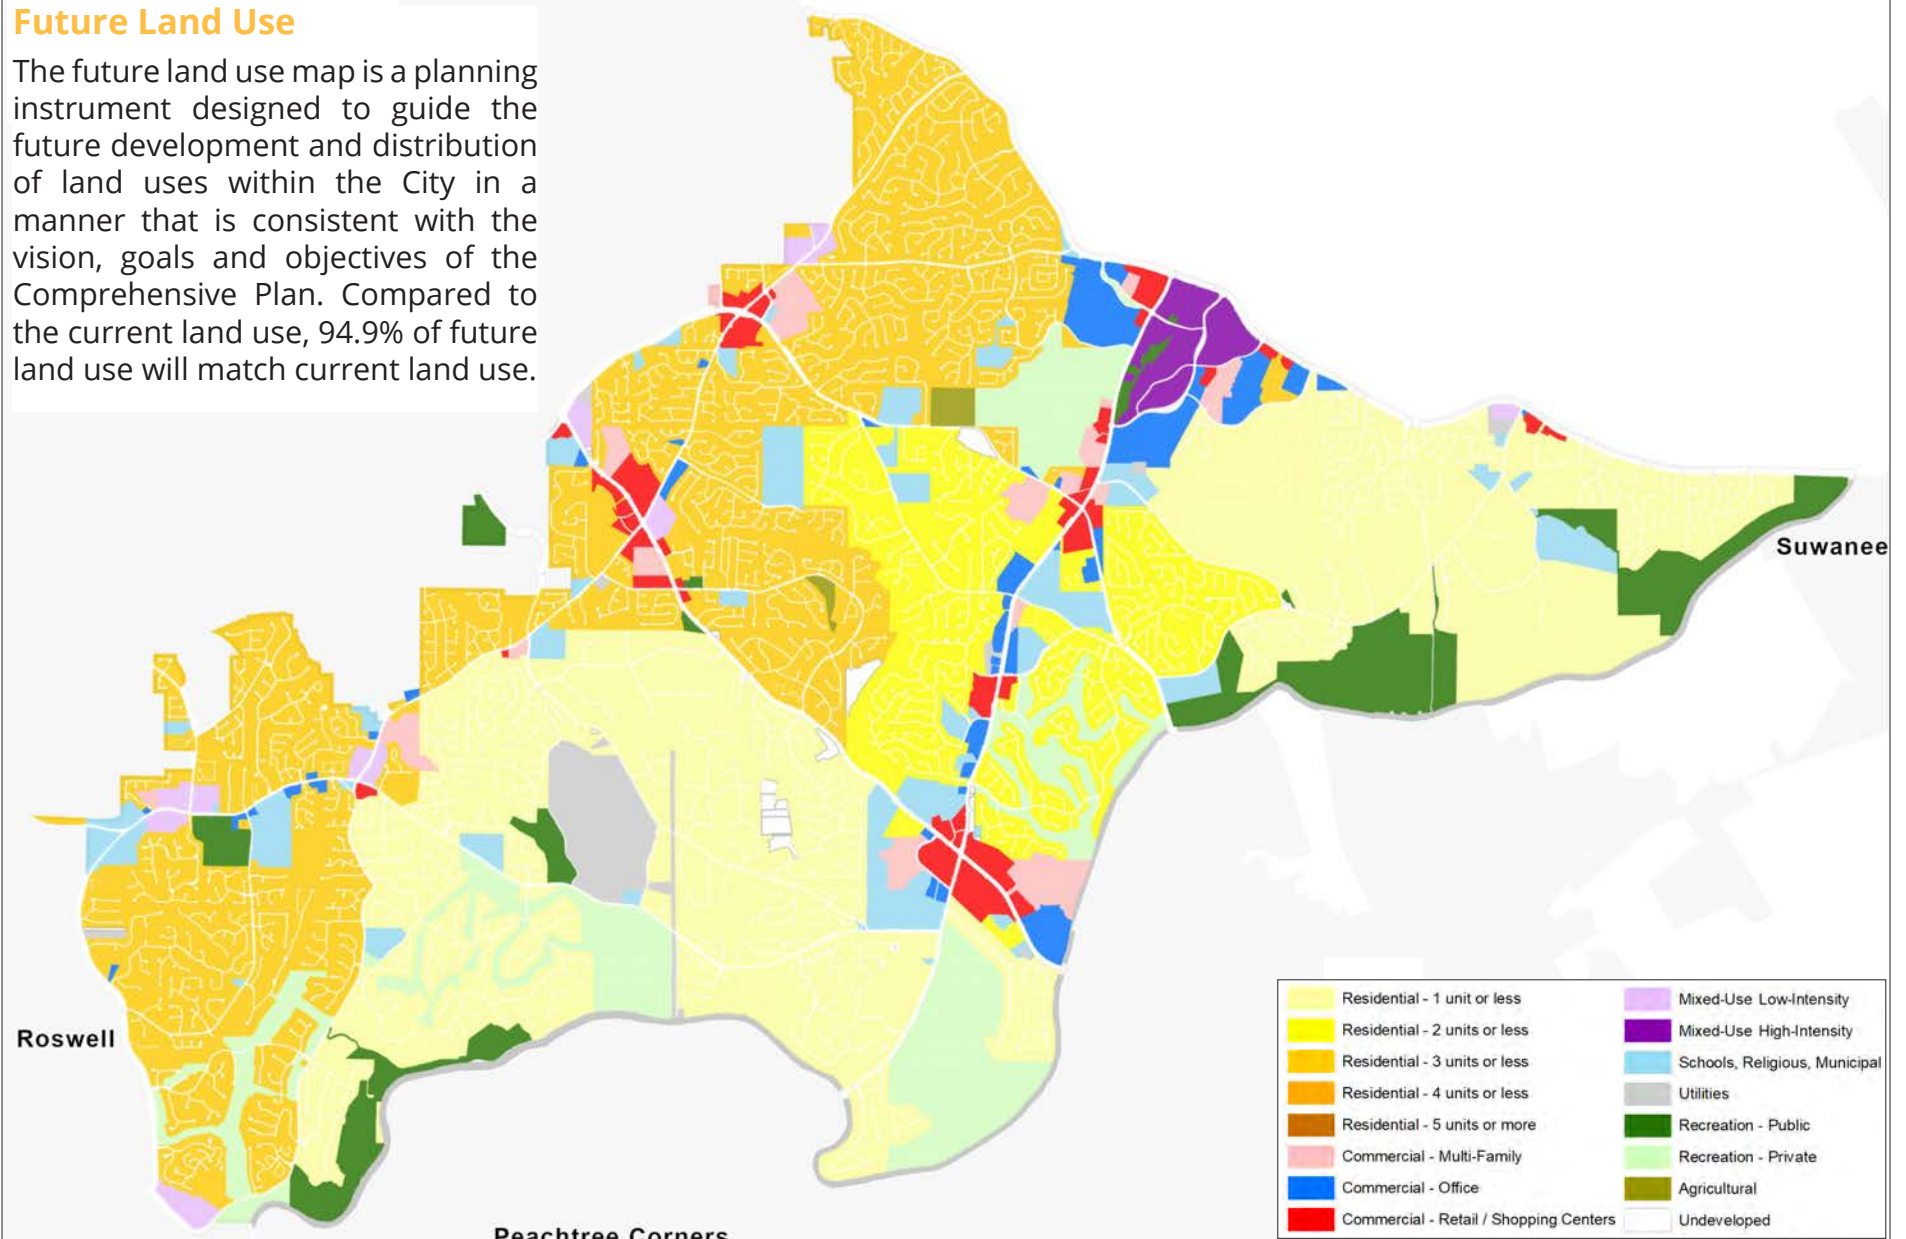 Future Land Use
The future land use map is a planning
instrument designed to guide the
future development and distribution
of land uses within the City in a
manner that is consistent with the
vision, goals and objectives of the
Comprehensive Plan. Compared to
the current land use, 94.9% of future
land use will match current land use.
Suwanee
Roswell
Peachtree Corners
Residential - 1 unit or less
Residential - 2 units or less
Residential - 3 units or less
Residential - 4 units or less
Residential - 5 units or more
Commercial - Multi-Family
Commercial - Office
Commercial - Retail / Shopping Centers
Mixed-Use Low-Intensity
Mixed-Use High-Intensity
Schools, Religious, Municipal
Utilities
Recreation - Public
Recreation - Private
Agricultural
Undeveloped